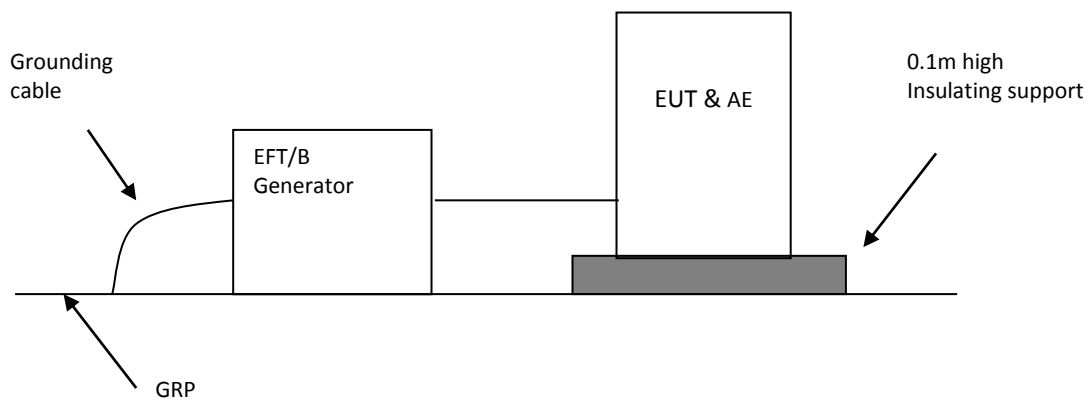 Grounding
cable
EFT/B
Generator
EUT & AE
0.1m high
Insulating support
GRP